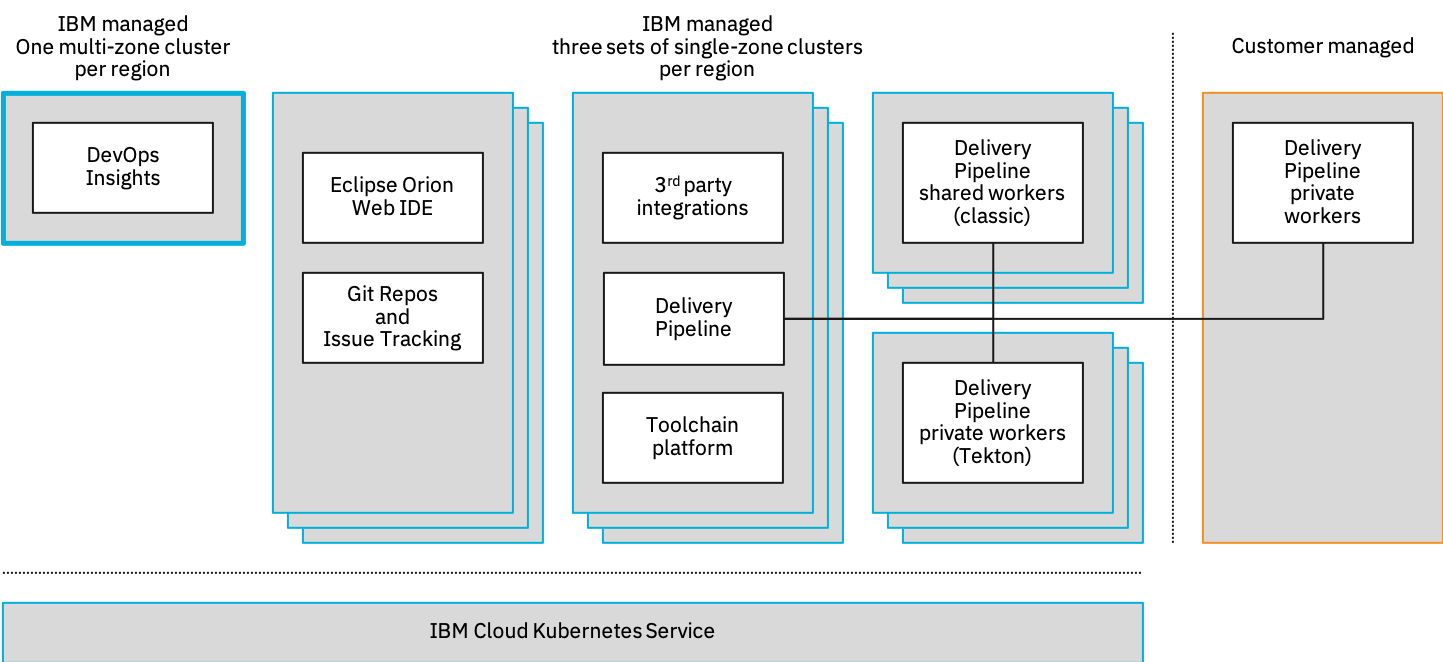 IBM managed
One multi-zone cluster
per region
IBM managed
three sets of single-zone clusters
per region
Customer managed
DevOps
Insights
Eclipse Orion
Web IDE
Git Repos
and
Issue Tracking
3rd party
integrations
Delivery
Pipeline
Toolchain
platform
Delivery
Pipeline
shared workers
(classic)
Delivery
Pipeline
private workers
(Tekton)
Delivery
Pipeline
private
workers
IBM Cloud Kubernetes Service